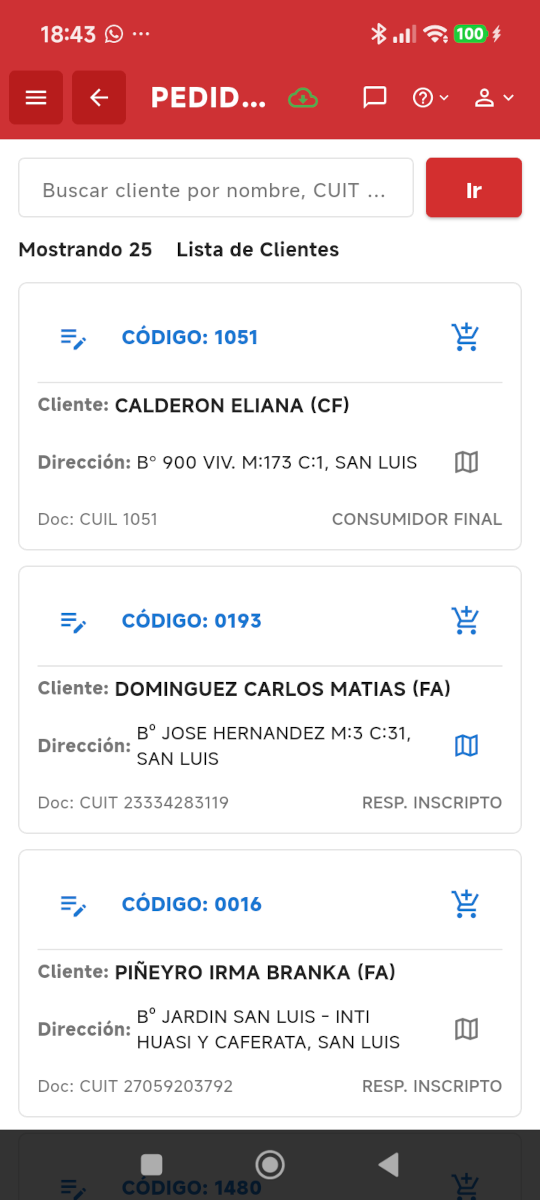 18:43
100
PEDID...
Buscar cliente por nombre, CUIT ...
Ir
Mostrando 25 Lista de Clientes
CÓDIGO: 1051
Cliente: CALDERON ELIANA (CF)
Dirección: B° 900 VIV. M:173 C:1, SAN LUIS
Doc: CUIL 1051 CONSUMIDOR FINAL
CÓDIGO: 0193
Cliente: DOMINGUEZ CARLOS MATIAS (FA)
Dirección: Bº JOSE HERNANDEZ M:3 C:31,
SAN LUIS
Doc: CUIT 23334283119 RESP. INSCRIPTO
CÓDIGO: 0016
Cliente: PIÑEYRO IRMA BRANKA (FA)
Dirección: Bº JARDIN SAN LUIS - INTI
HUASI Y CAFERATA, SAN LUIS
Doc: CUIT 27059203792 RESP. INSCRIPTO
CÓDIGO: 1480